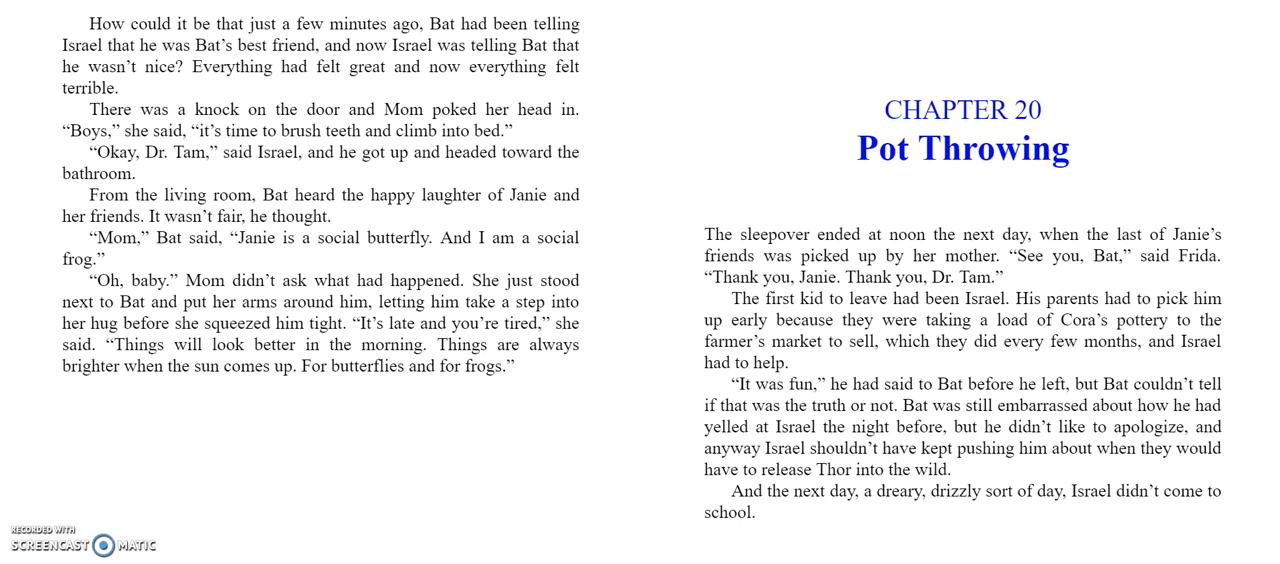 How could it be that just a few minutes ago, Bat had been telling
Israel that he was Bat’s best friend, and now Israel was telling Bat that
he wasn’t nice? Everything had felt great and now everything felt
terrible.
There was a knock on the door and Mom poked her head in.
“Boys,” she said, “it’s time to brush teeth and climb into bed.”
“Okay, Dr. Tam,” said Israel, and he got up and headed toward the
bathroom.
From the living room, Bat heard the happy laughter of Janie and
her friends. It wasn’t fair, he thought.
“Mom,” Bat said, “Janie is a social butterfly. And I am a social
frog.”
“Oh, baby.” Mom didn’t ask what had happened. She just stood
next to Bat and put her arms around him, letting him take a step into
her hug before she squeezed him tight. “It’s late and you’re tired,” she
said. “Things will look better in the morning. Things are always
brighter when the sun comes up. For butterflies and for frogs.”
RECORDED WITH
SCREENCAST MATIC
CHAPTER 20
Pot Throwing
The sleepover ended at noon the next day, when the last of Janie’s
friends was picked up by her mother. “See you, Bat,” said Frida.
“Thank you, Janie. Thank you, Dr. Tam.”
The first kid to leave had been Israel. His parents had to pick him
up early because they were taking a load of Cora’s pottery to the
farmer’s market to sell, which they did every few months, and Israel
had to help.
“It was fun,” he had said to Bat before he left, but Bat couldn’t tell
if that was the truth or not. Bat was still embarrassed about how he had
yelled at Israel the night before, but he didn’t like to apologize, and
anyway Israel shouldn’t have kept pushing him about when they would
have to release Thor into the wild.
And the next day, a dreary, drizzly sort of day, Israel didn’t come to
school.